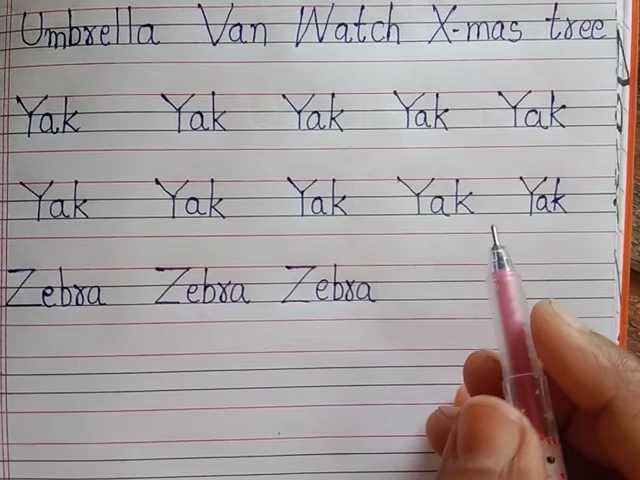 Umbrella Van Watch X-mas tree
Yak Yak Yak Yak Yak
Yak Yak Yak Yak Yak
Zebra Zebra Zebra